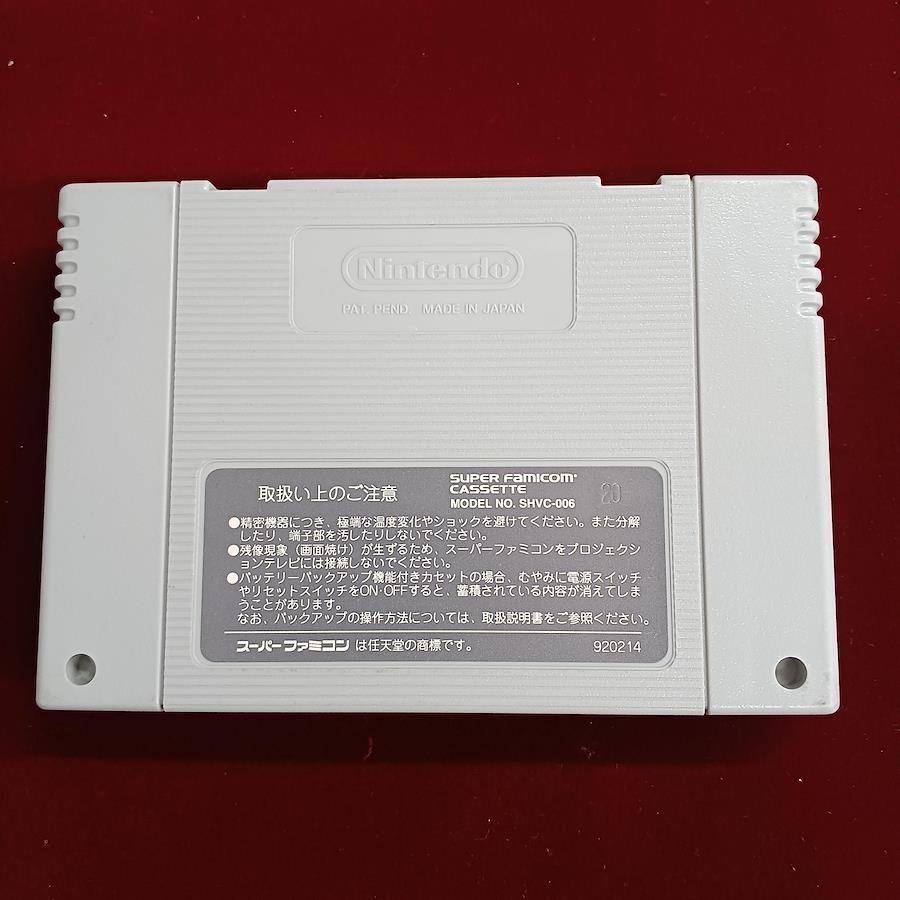 Nintendo
PAT. PEND. MADE IN JAPAN
取扱い上のご注意
SUPER FAMICOM
CASSETTE
MODEL NO. SHVC-006
20
●精密機器につき、極端な温度変化やショックを避けてください。また分解
したり、端子部を汚したりしないでください。
●残像現象（画面焼け）が生ずるため、スーパーファミコンをプロジェクシ
ョンテレビには接続しないでください。
●バッテリーバックアップ機能付きカセットの場合、むやみに電源スイッチ
やリセットスイッチをON・OFFすると、蓄積されている内容が消えてしま
うことがあります。
なお、バックアップの操作方法については、取扱説明書をご参照ください。
スーパーファミコン は任天堂の商標です。 920214